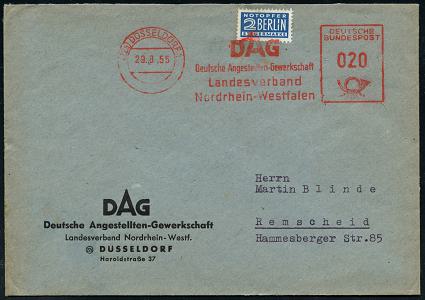 NOTOPFER
2 BERLIN
STEUERMARKE
DÜSSELDORF
29.8.55
DAG
Deutsche Angestellten-Gewerkschaft
Landesverband
Nordrhein-Westfalen
DEUTSCHE
BUNDESPOST
020
Herrn
Martin Blinde
Remscheid
Hammesberger Str.85
DAG
Deutsche Angestellten-Gewerkschaft
Landesverband Nordrhein-Westf.
DÜSSELDORF
Haroldstraße 37